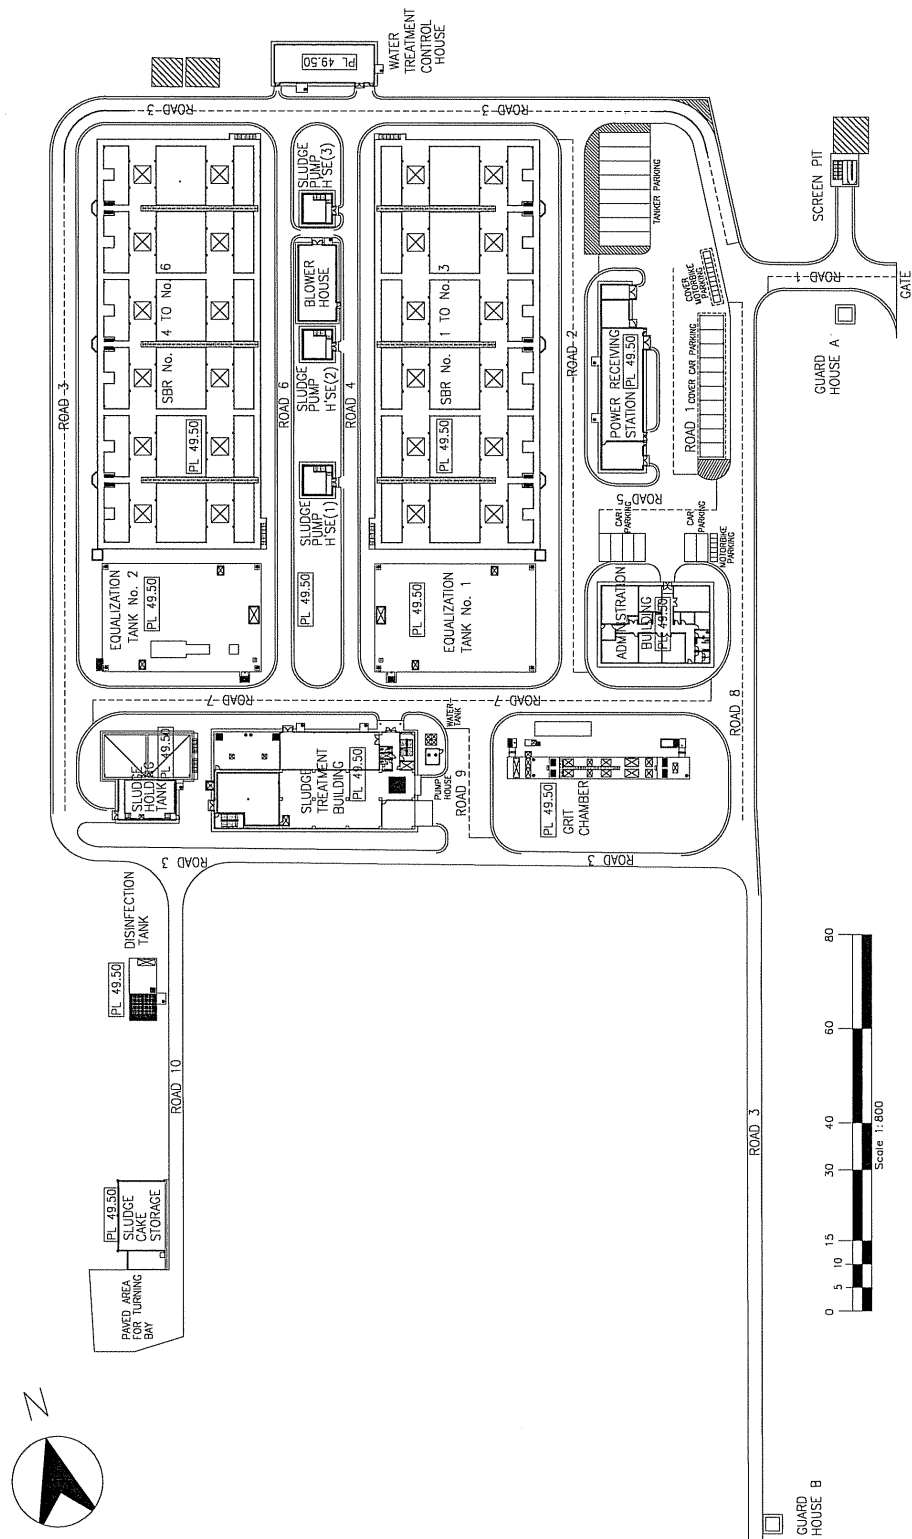 WATER
TREATMENT
CONTROL
HOUSE
PL 49.50
ROAD 3
ROAD 3
ROAD 3
SLUDGE
PUMP
H'SE(3)
SCREEN PIT
TANKER PARKING
SBR No. 4 TO No. 6
PL 49.50
BLOWER
HOUSE
SBR No. 1 TO No. 3
PL 49.50
ROAD 1
GATE
COVER
MOTORBIKE
PARKING
GUARD
HOUSE A
ROAD 2
POWER RECEIVING
STATION
PL 49.50
ROAD 1
COVER CAR PARKING
ROAD 6
SLUDGE
PUMP
H'SE(2)
ROAD 4
SLUDGE
PUMP
H'SE(1)
ROAD 5
CAR
PARKING
CAR
PARKING
MOTORBIKE
PARKING
EQUALIZATION
TANK No. 2
PL 49.50
PL 49.50
PL 49.50
EQUALIZATION
TANK No. 1
ADMINISTRATION
BUILDING
PL 49.50
ROAD 7
ROAD 7
ROAD 8
WATER
TANK
SLUDGE
HOLDING
TANK
PL 49.50
SLUDGE
TREATMENT
BUILDING
PL 49.50
PUMP
HOUSE
ROAD 9
PL 49.50
GRIT
CHAMBER
ROAD 3
ROAD 3
DISINFECTION
TANK
PL 49.50
ROAD 10
ROAD 3
PL 49.50
SLUDGE
CAKE
STORAGE
PAVED AREA
FOR TURNING
BAY
0 5 10 15 30 40 60 80
Scale 1:800
N
GUARD
HOUSE B